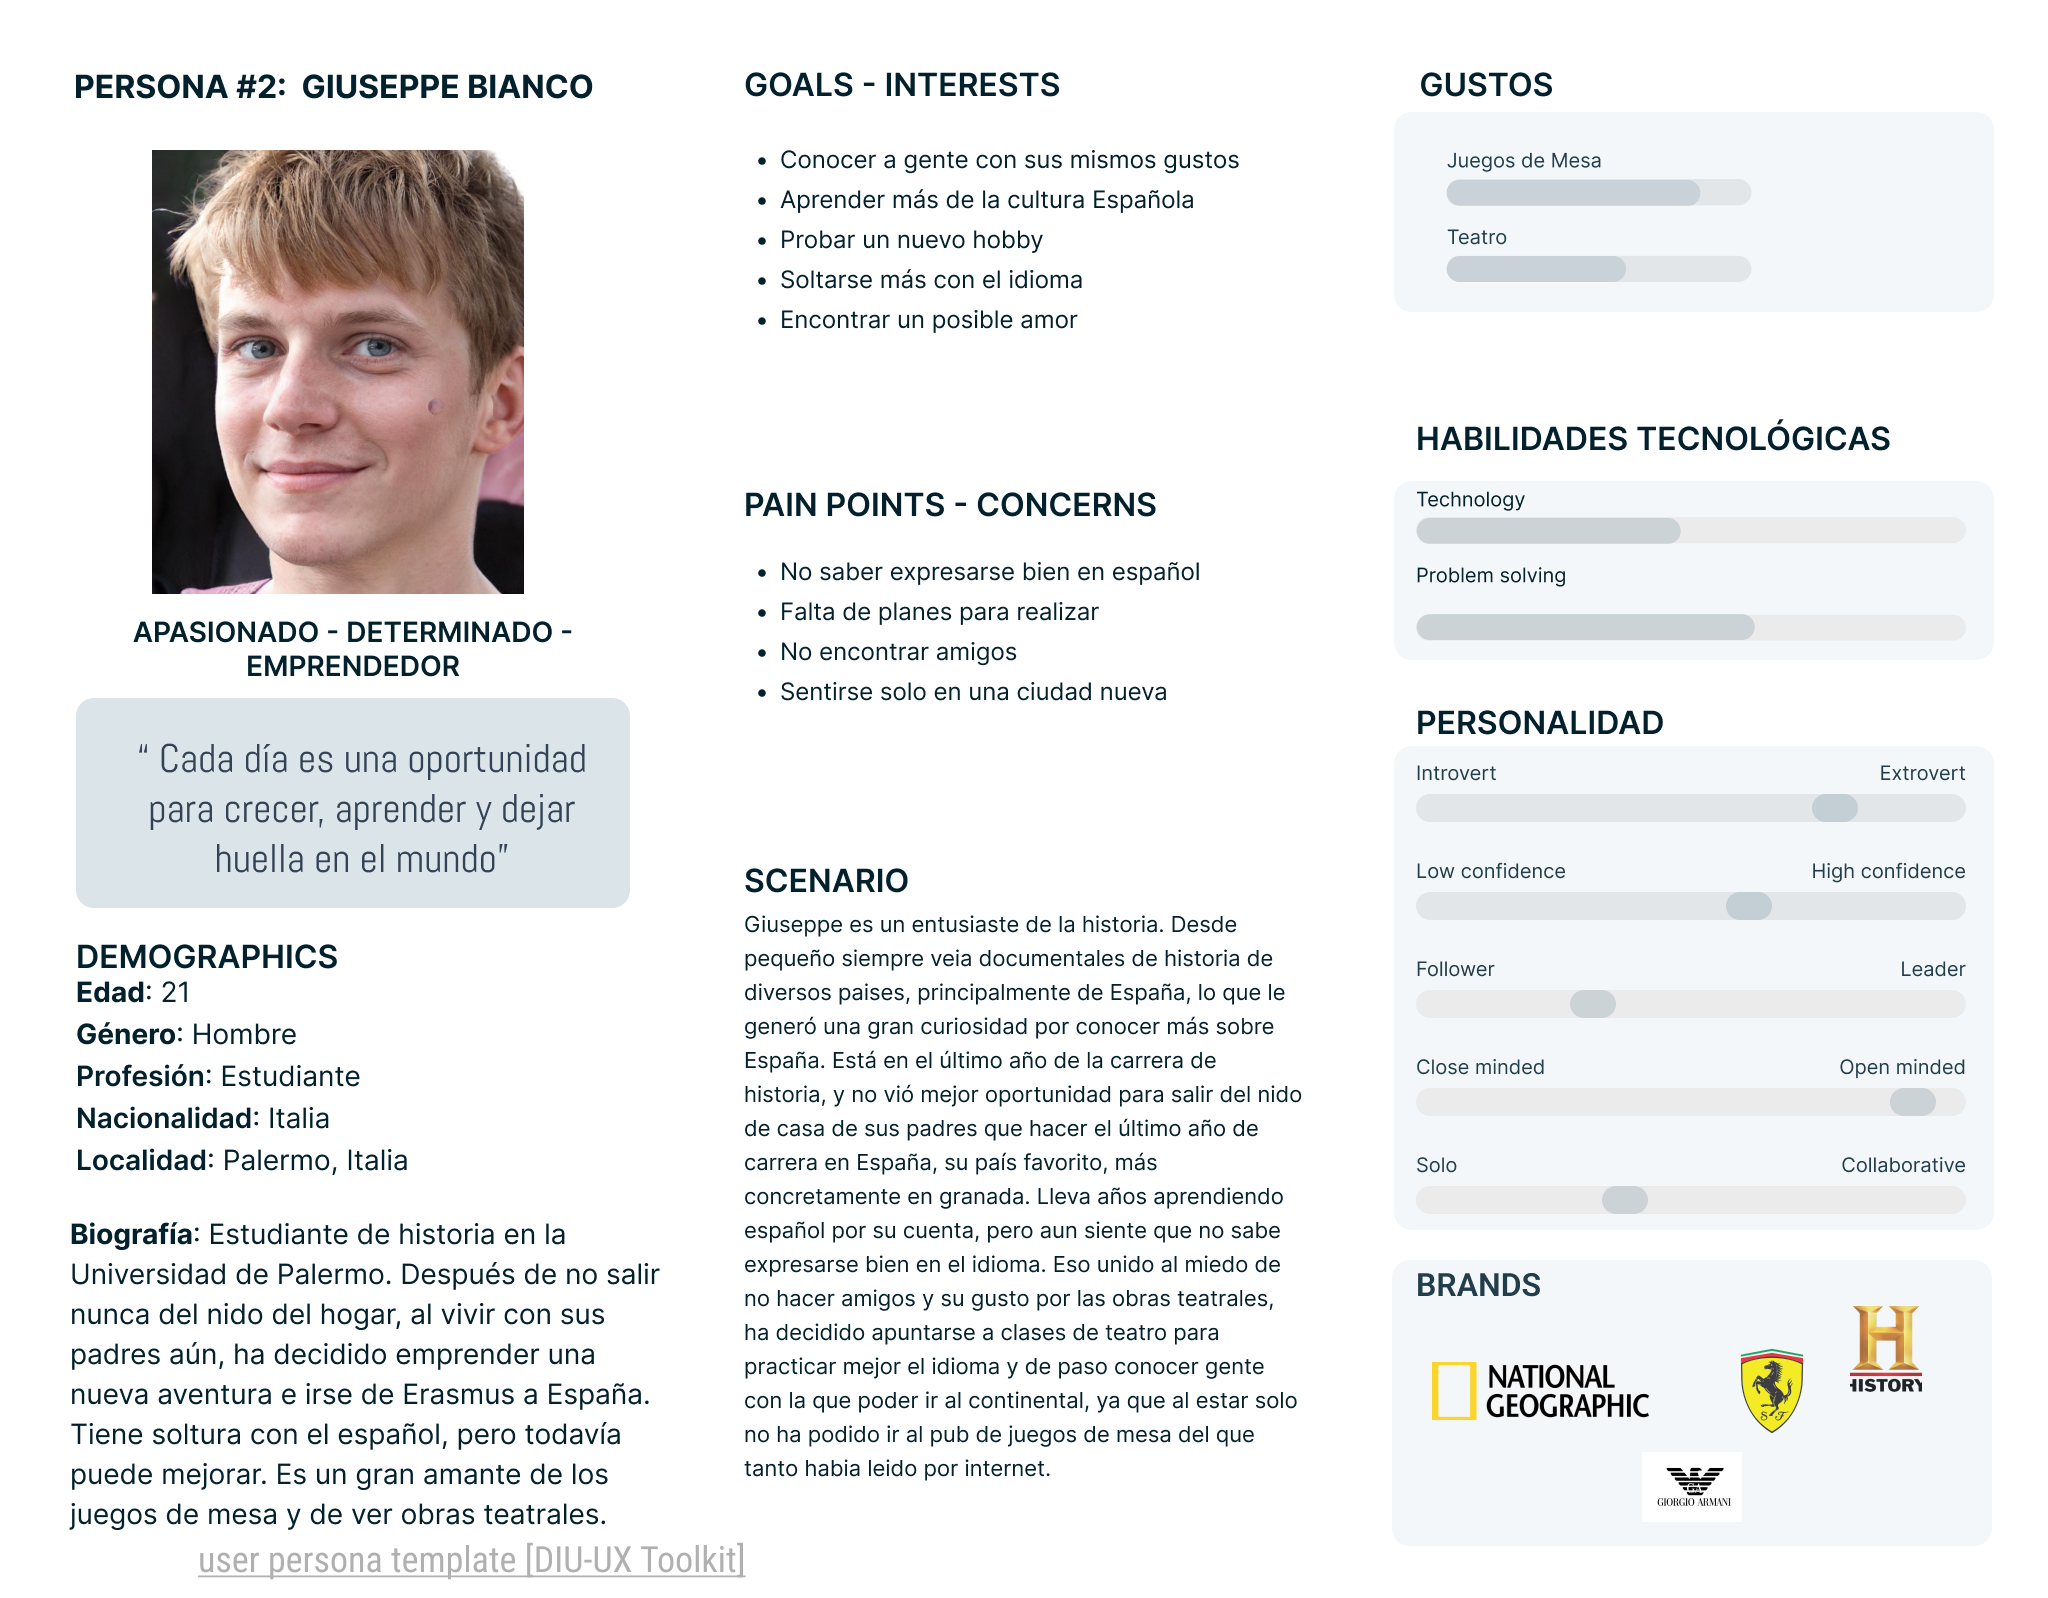 PERSONA #2:  GIUSEPPE BIANCO
APASIONADO - DETERMINADO -
EMPRENDEDOR
“ Cada día es una oportunidad
para crecer, aprender y dejar
huella en el mundo”
DEMOGRAPHICS
Edad: 21
Género: Hombre
Profesión: Estudiante
Nacionalidad: Italia
Localidad: Palermo, Italia
Biografía: Estudiante de historia en la
Universidad de Palermo. Después de no salir
nunca del nido del hogar, al vivir con sus
padres aún, ha decidido emprender una
nueva aventura e irse de Erasmus a España.
Tiene soltura con el español, pero todavía
puede mejorar. Es un gran amante de los
juegos de mesa y de ver obras teatrales.
user persona template [DIU-UX Toolkit]
GOALS - INTERESTS
• Conocer a gente con sus mismos gustos
• Aprender más de la cultura Española
• Probar un nuevo hobby
• Soltarse más con el idioma
• Encontrar un posible amor
PAIN POINTS - CONCERNS
• No saber expresarse bien en español
• Falta de planes para realizar
• No encontrar amigos
• Sentirse solo en una ciudad nueva
SCENARIO
Giuseppe es un entusiaste de la historia. Desde
pequeño siempre veia documentales de historia de
diversos paises, principalmente de España, lo que le
generó una gran curiosidad por conocer más sobre
España. Está en el último año de la carrera de
historia, y no vió mejor oportunidad para salir del nido
de casa de sus padres que hacer el último año de
carrera en España, su país favorito, más
concretamente en granada. Lleva años aprendiendo
español por su cuenta, pero aun siente que no sabe
expresarse bien en el idioma. Eso unido al miedo de
no hacer amigos y su gusto por las obras teatrales,
ha decidido apuntarse a clases de teatro para
practicar mejor el idioma y de paso conocer gente
con la que poder ir al continental, ya que al estar solo
no ha podido ir al pub de juegos de mesa del que
tanto habia leido por internet.
GUSTOS
Juegos de Mesa
Teatro
HABILIDADES TECNOLÓGICAS
Technology
Problem solving
PERSONALIDAD
Introvert Extrovert
Low confidence High confidence
Follower Leader
Close minded Open minded
Solo Collaborative
BRANDS
H
HISTORY
NATIONAL
GEOGRAPHIC
S F
GIORGIO ARMANI